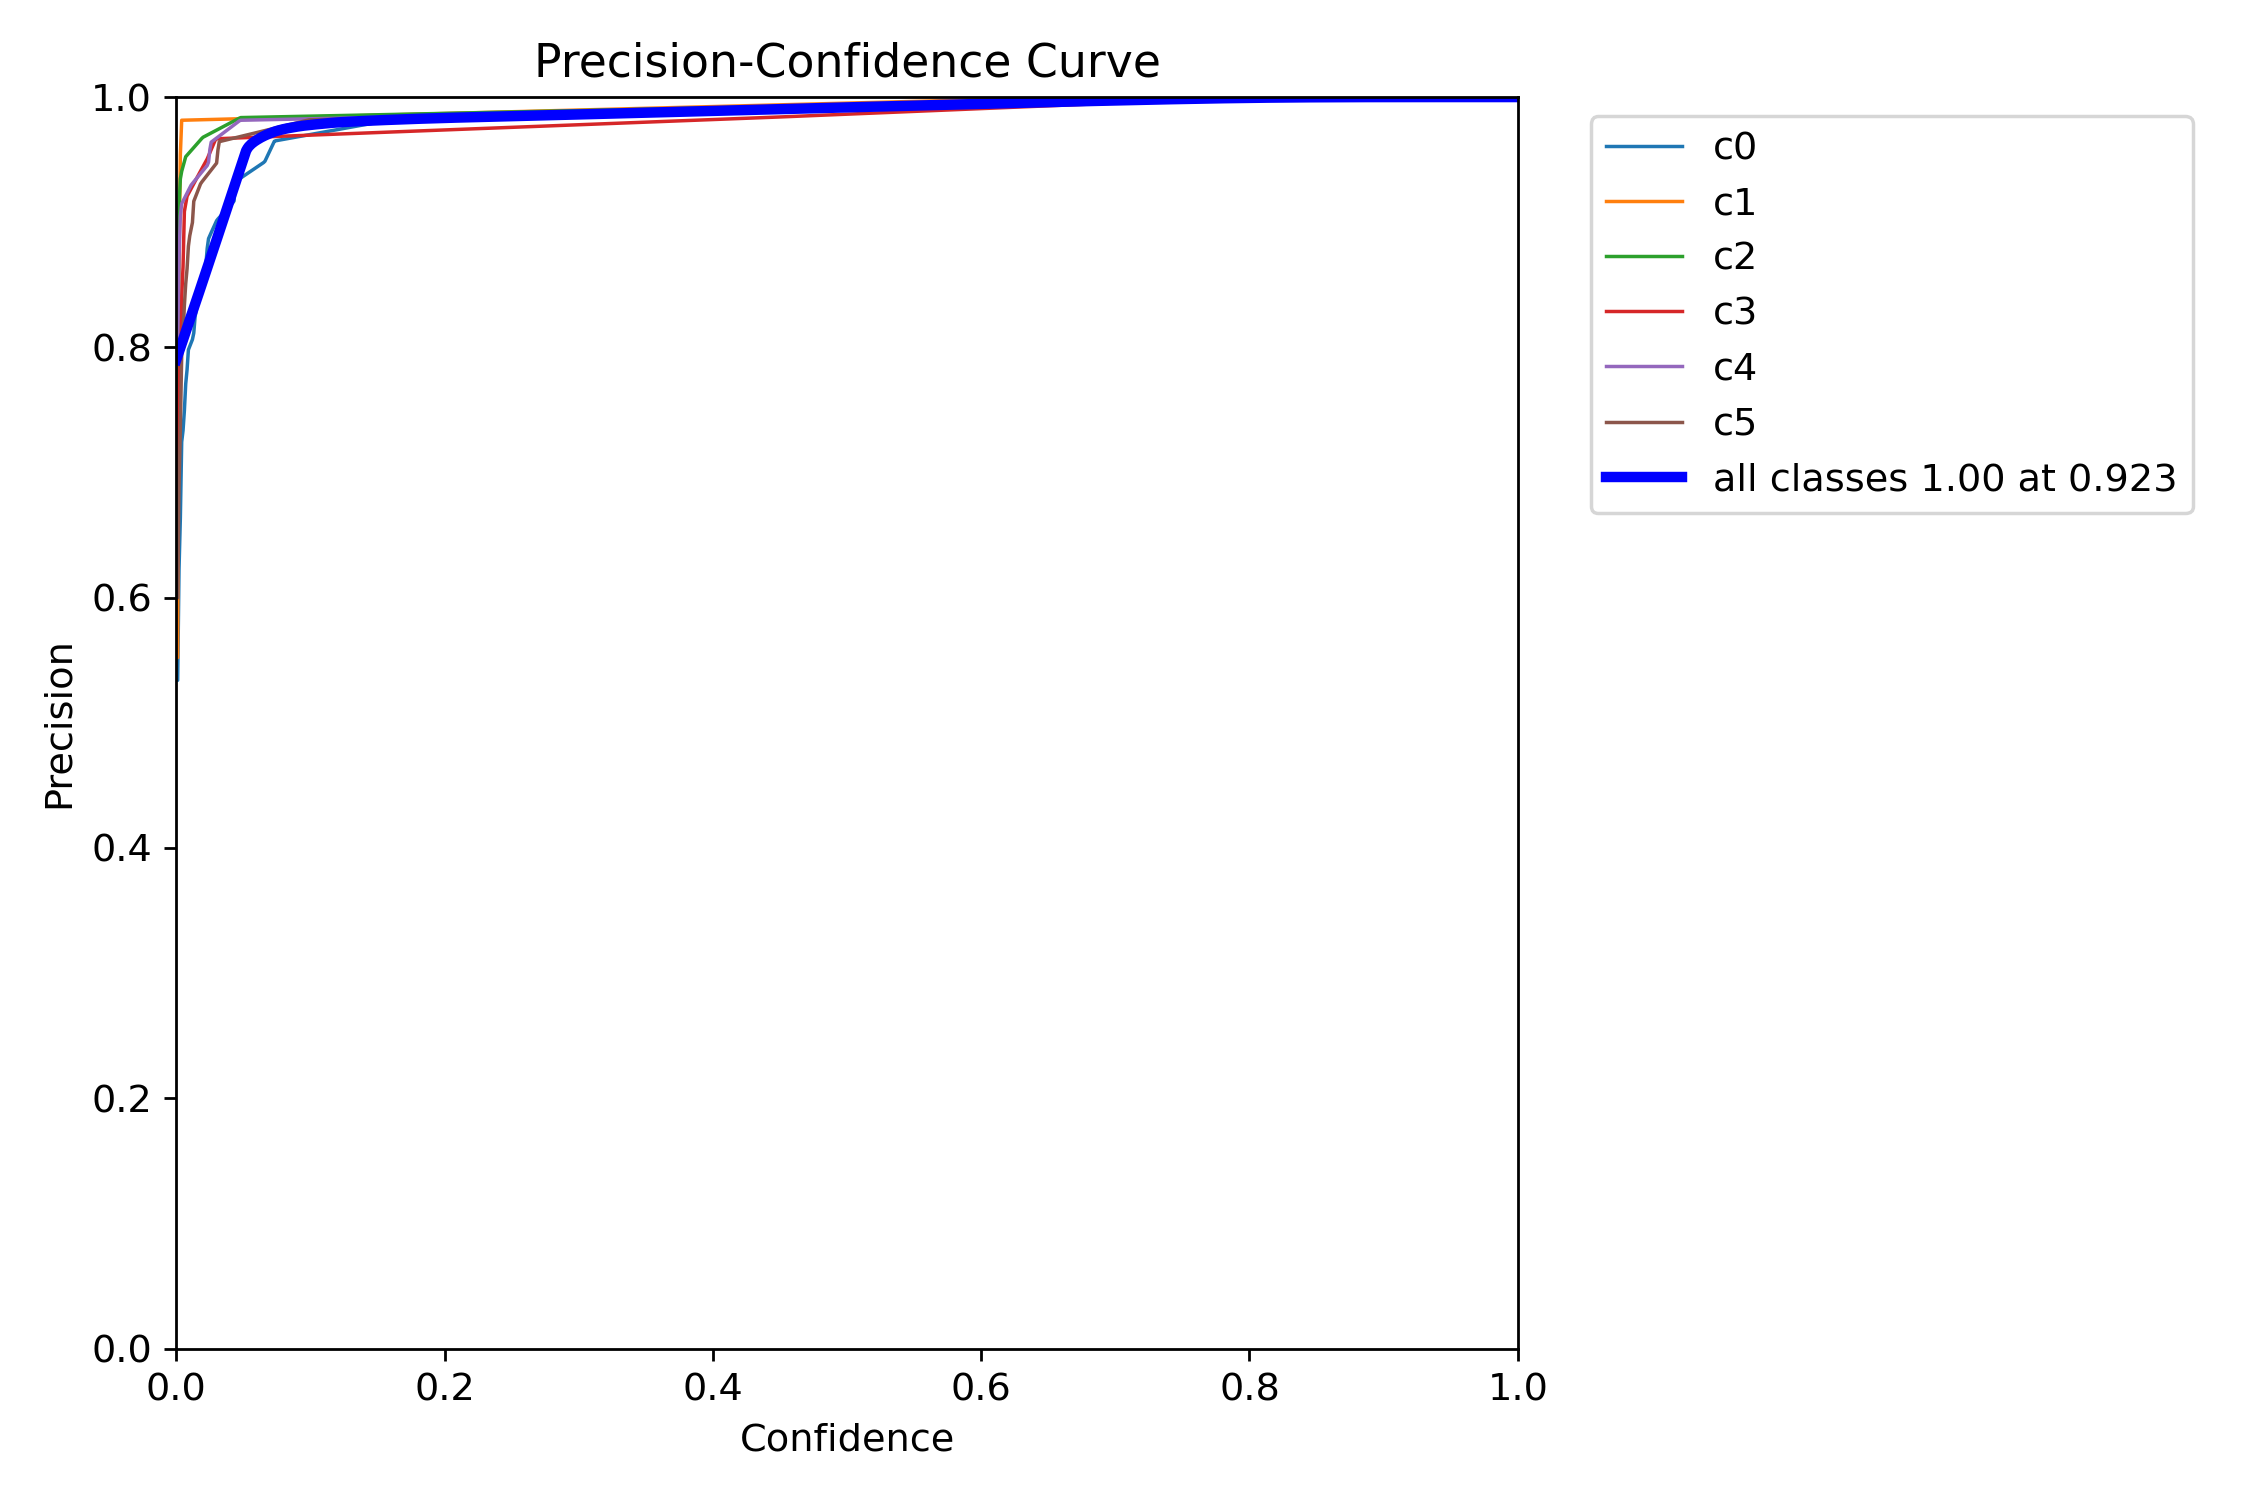 Precision-Confidence Curve
1.0
0.8
0.6
0.4
0.2
0.0
Precision
0.0 0.2 0.4 0.6 0.8 1.0
Confidence
c0
c1
c2
c3
c4
c5
all classes 1.00 at 0.923